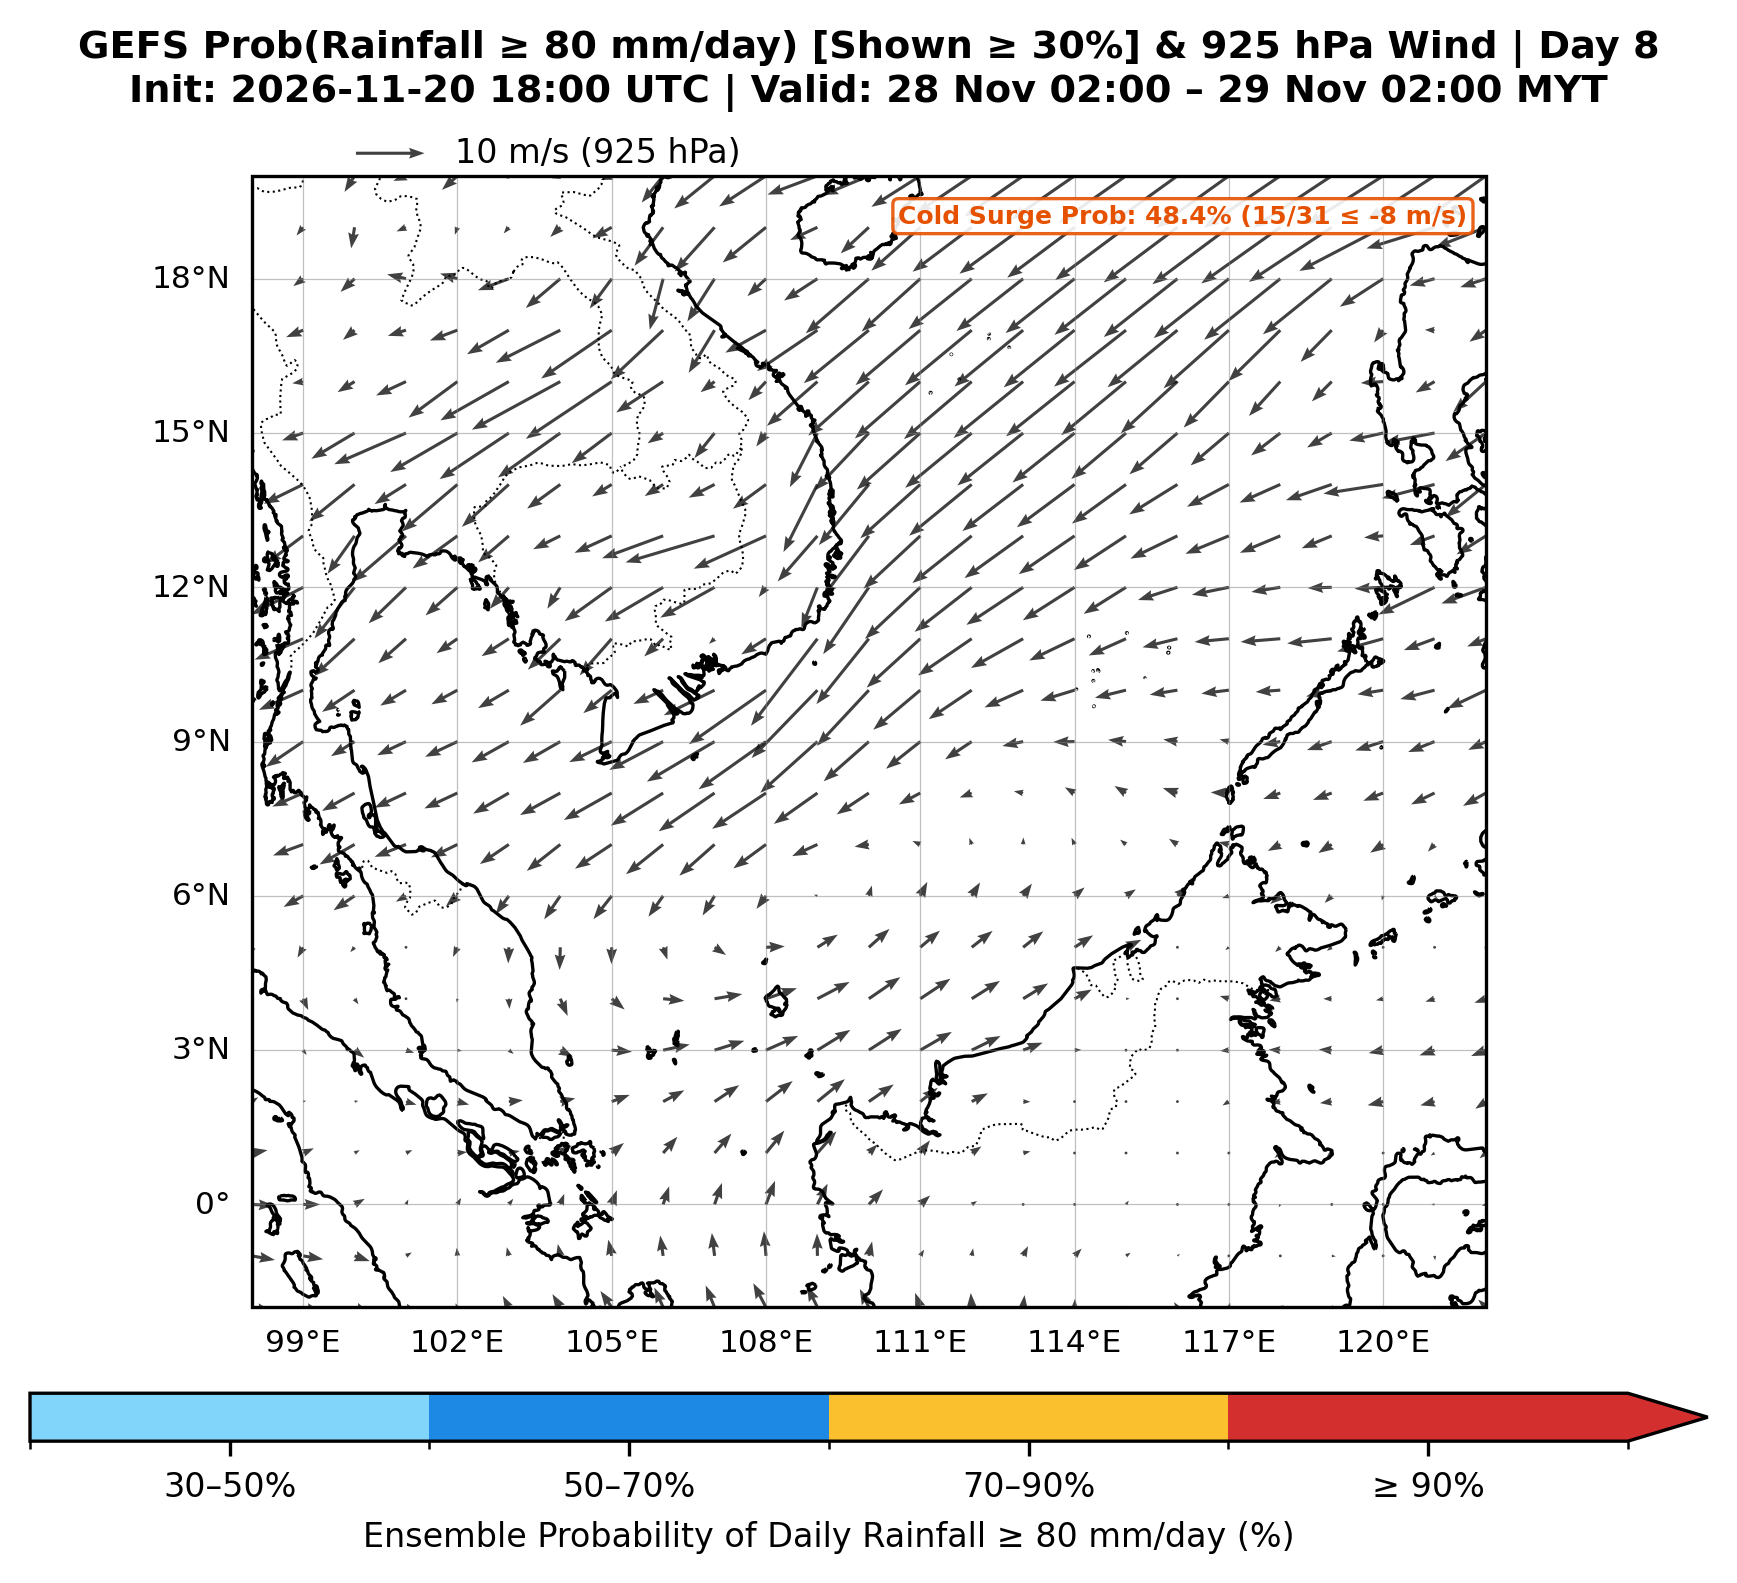 GEFS Prob(Rainfall ≥ 80 mm/day) [Shown ≥ 30%] & 925 hPa Wind | Day 8
Init: 2026-11-20 18:00 UTC | Valid: 28 Nov 02:00 – 29 Nov 02:00 MYT
10 m/s (925 hPa)
Cold Surge Prob: 48.4% (15/31 ≤ -8 m/s)
18°N
15°N
12°N
9°N
6°N
3°N
0°
99°E 102°E 105°E 108°E 111°E 114°E 117°E 120°E
30–50% 50–70% 70–90% ≥ 90%
Ensemble Probability of Daily Rainfall ≥ 80 mm/day (%)